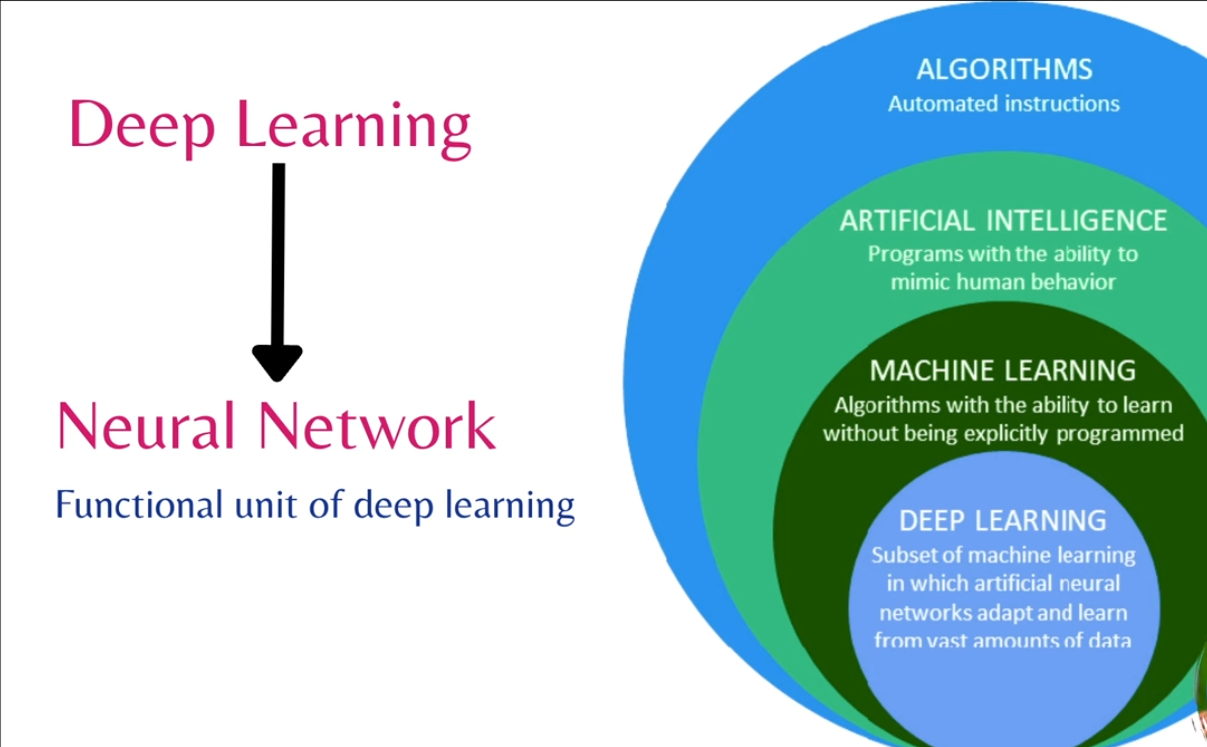 Deep Learning
Neural Network
Functional unit of deep learning
ALGORITHMS
Automated instructions
ARTIFICIAL INTELLIGENCE
Programs with the ability to
mimic human behavior
MACHINE LEARNING
Algorithms with the ability to learn
without being explicitly programmed
DEEP LEARNING
Subset of machine learning
in which artificial neural
networks adapt and learn
from vast amounts of data